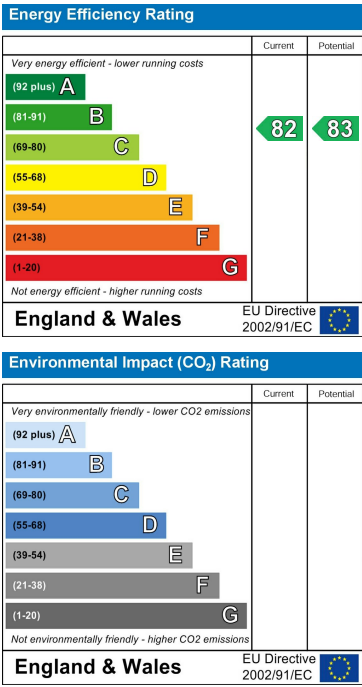 Energy Efficiency Rating
Current Potential
Very energy efficient - lower running costs
(92 plus) A
(81-91) B
82 83
(69-80) C
(55-68) D
(39-54) E
(21-38) F
(1-20) G
Not energy efficient - higher running costs
England & Wales
EU Directive
2002/91/EC
Environmental Impact (CO₂) Rating
Current Potential
Very environmentally friendly - lower CO2 emissions
(92 plus) A
(81-91) B
(69-80) C
(55-68) D
(39-54) E
(21-38) F
(1-20) G
Not environmentally friendly - higher CO2 emissions
England & Wales
EU Directive
2002/91/EC